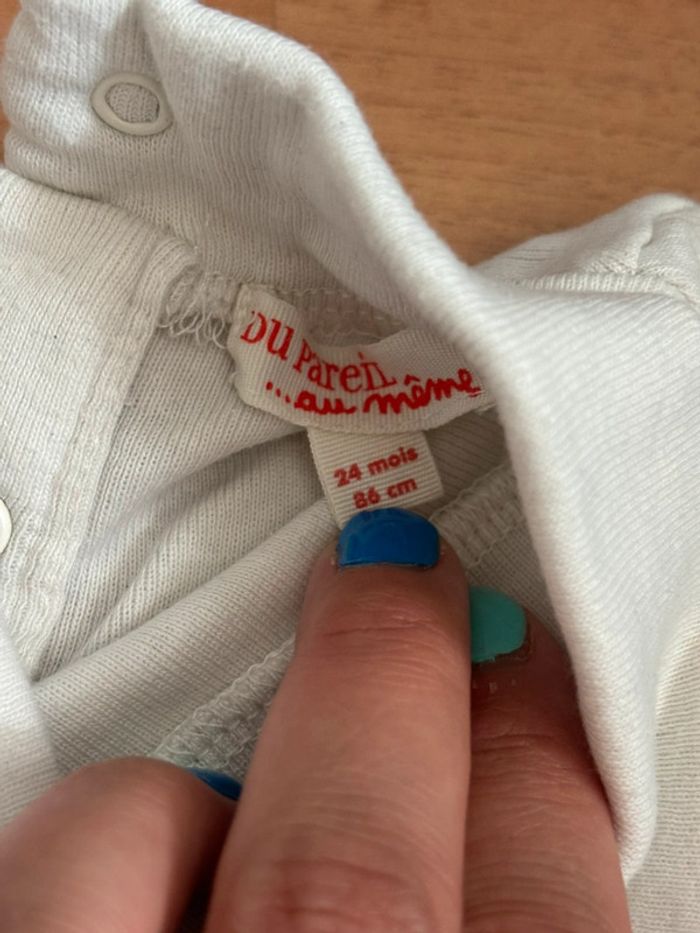 DU Pareil
...au même
24 mois
86 cm